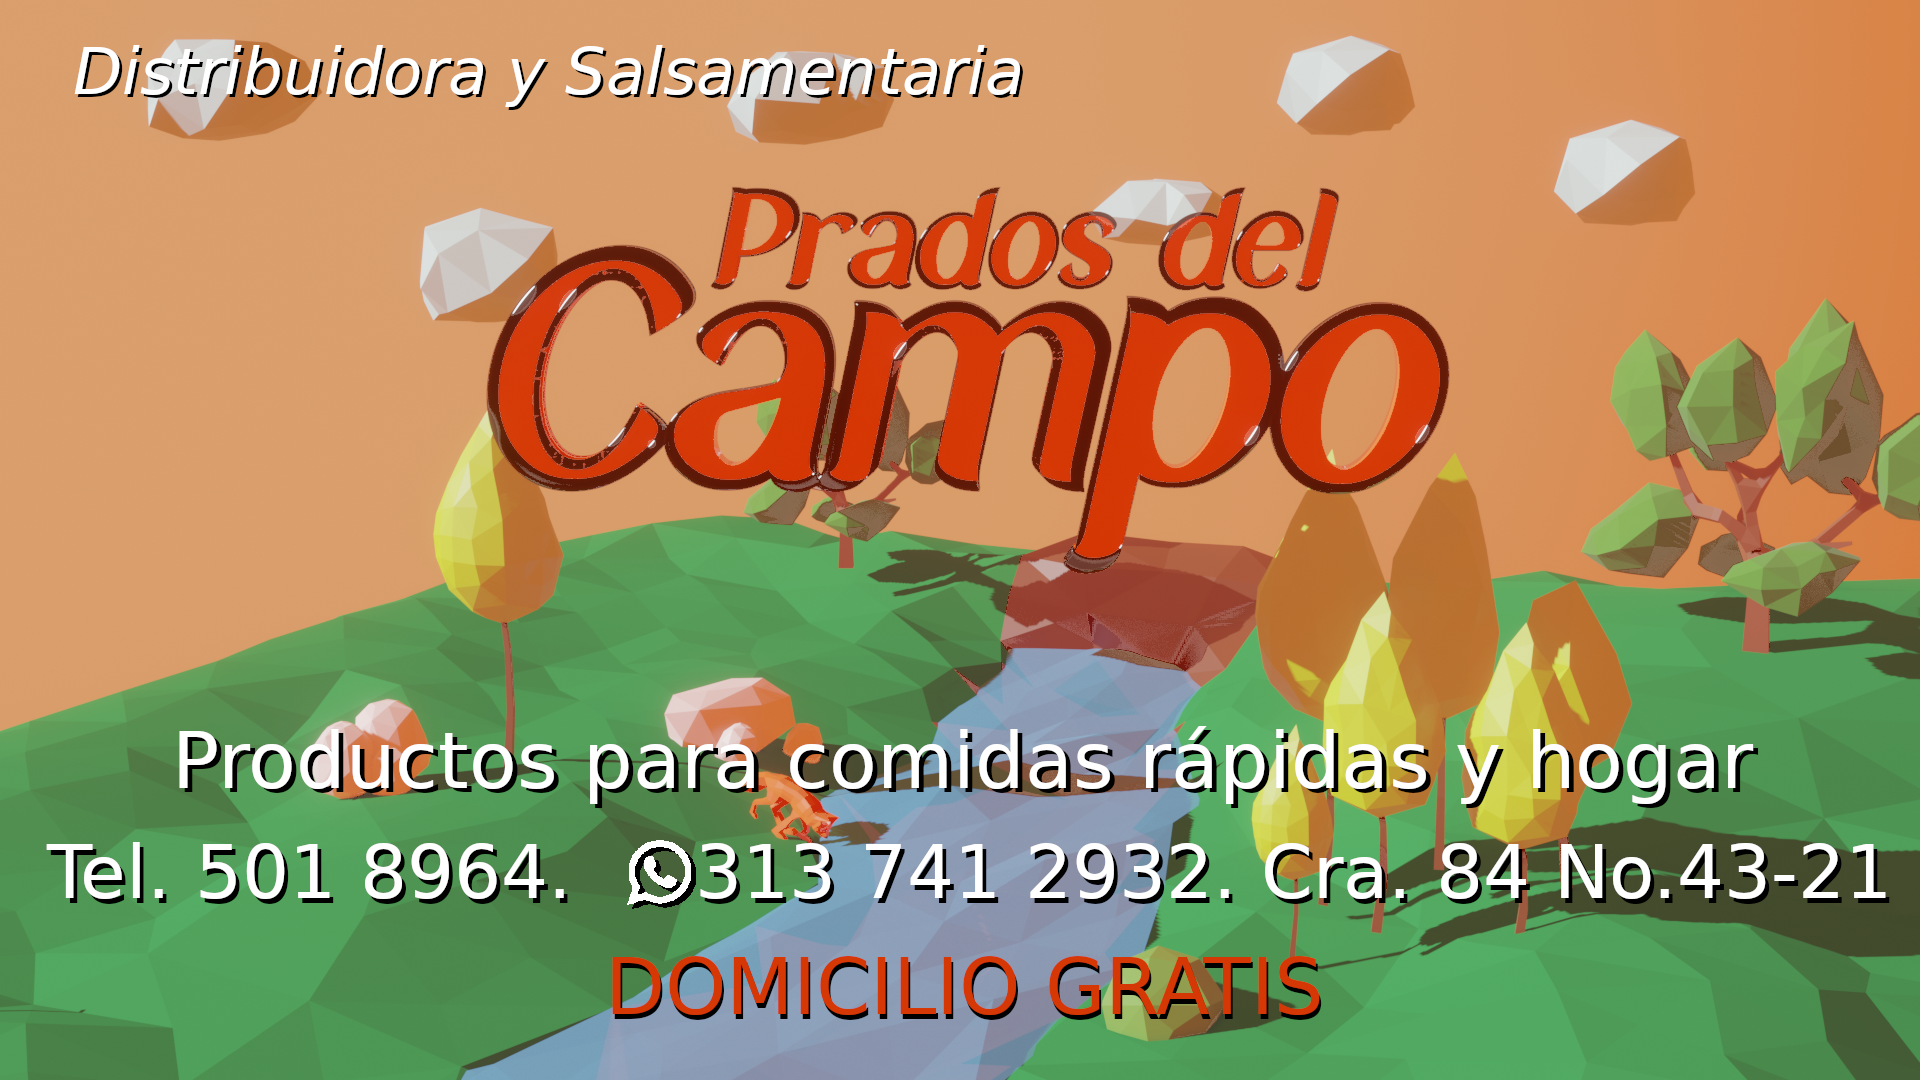 Distribuidora y Salsamentaria
Prados del
Campo
Productos para comidas rápidas y hogar
Tel. 501 8964. 313 741 2932. Cra. 84 No.43-21
DOMICILIO GRATIS